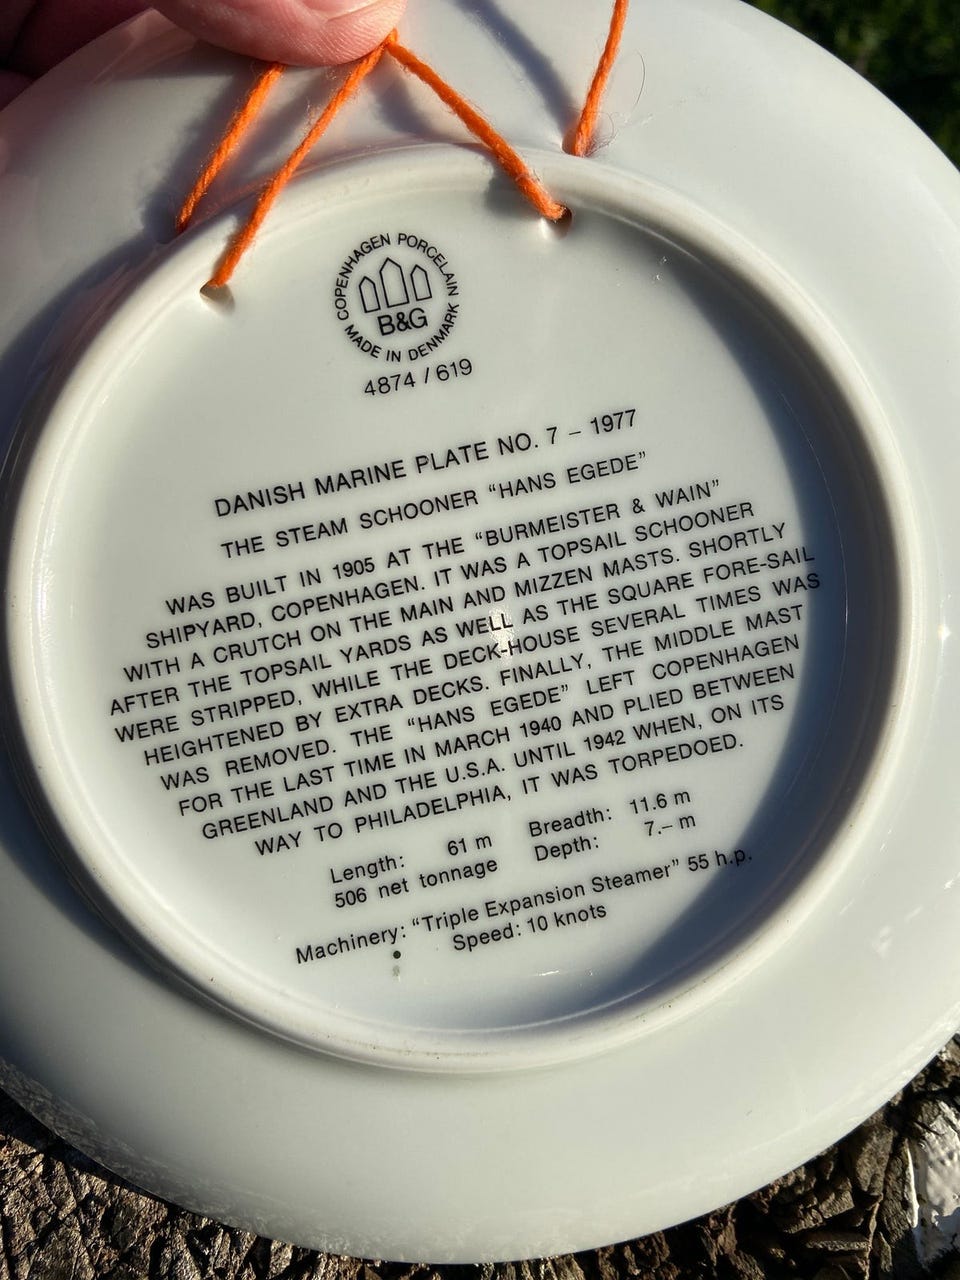 COPENHAGEN PORCELAIN
B&G
MADE IN DENMARK
4874 / 619
DANISH MARINE PLATE NO. 7 – 1977
THE STEAM SCHOONER “HANS EGEDE”
WAS BUILT IN 1905 AT THE “BURMEISTER & WAIN”
SHIPYARD, COPENHAGEN. IT WAS A TOPSAIL SCHOONER
WITH A CRUTCH ON THE MAIN AND MIZZEN MASTS. SHORTLY
AFTER THE TOPSAIL YARDS AS WELL AS THE SQUARE FORE-SAIL
WERE STRIPPED, WHILE THE DECK-HOUSE SEVERAL TIMES WAS
HEIGHTENED BY EXTRA DECKS. FINALLY, THE MIDDLE MAST
WAS REMOVED. THE “HANS EGEDE” LEFT COPENHAGEN
FOR THE LAST TIME IN MARCH 1940 AND PLIED BETWEEN
GREENLAND AND THE U.S.A. UNTIL 1942 WHEN, ON ITS
WAY TO PHILADELPHIA, IT WAS TORPEDOED.
Length: 61 m Breadth: 11.6 m
506 net tonnage Depth: 7.– m
Machinery: “Triple Expansion Steamer” 55 h.p.
Speed: 10 knots